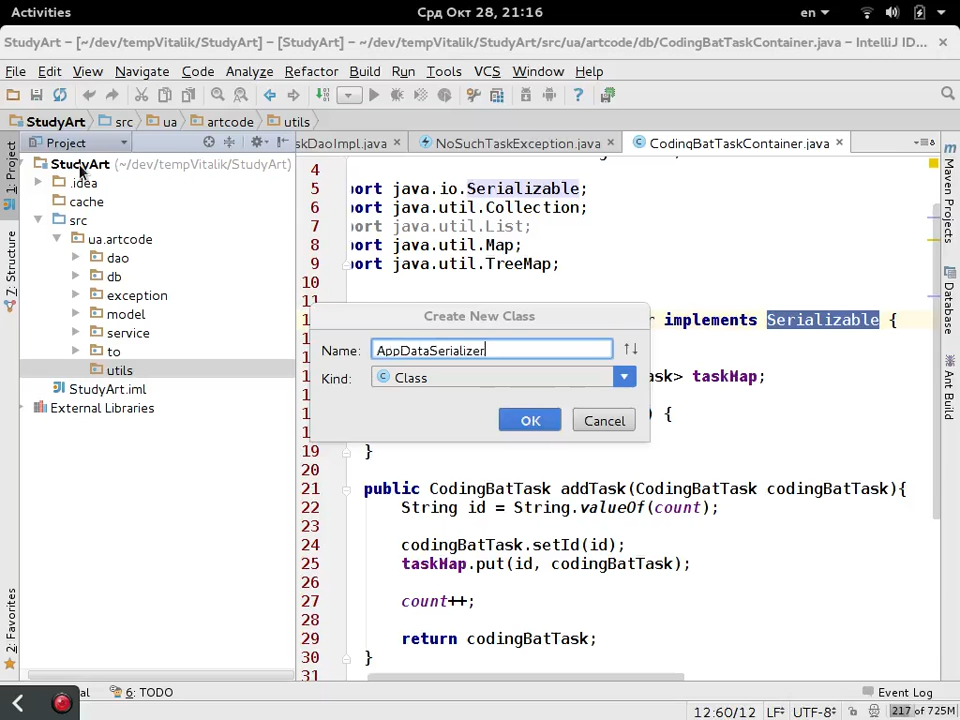 Activities
Срд Окт 28, 21:16
en
StudyArt – [~/dev/tempVitalik/StudyArt] – [StudyArt] – ~/dev/tempVitalik/StudyArt/src/ua/artcode/db/CodingBatTaskContainer.java – IntelliJ ID...
File Edit View Navigate Code Analyze Refactor Build Run Tools VCS Window Help
StudyArt src ua artcode utils
Project
skDaoImpl.java NoSuchTaskException.java CodingBatTaskContainer.java
1: Project
7: Structure
2: Favorites
StudyArt (~/dev/tempVitalik/StudyArt)
.idea
cache
src
ua.artcode
dao
db
exception
model
service
to
utils
StudyArt.iml
External Libraries
4
5 port java.io.Serializable;
6 port java.util.Collection;
7 port java.util.List;
8 port java.util.Map;
9 port java.util.TreeMap;
10
11
r implements Serializable {
ask> taskMap;
) {
19 }
20
21 public CodingBatTask addTask(CodingBatTask codingBatTask){
22 String id = String.valueOf(count);
23
24 codingBatTask.setId(id);
25 taskMap.put(id, codingBatTask);
26
27 count++;
28
29 return codingBatTask;
30 }
31
Create New Class
Name: AppDataSerializer
Kind: Class
OK Cancel
Maven Projects
Database
Ant Build
al 6: TODO
Event Log
12:60/12 LF UTF-8 217 of 725M